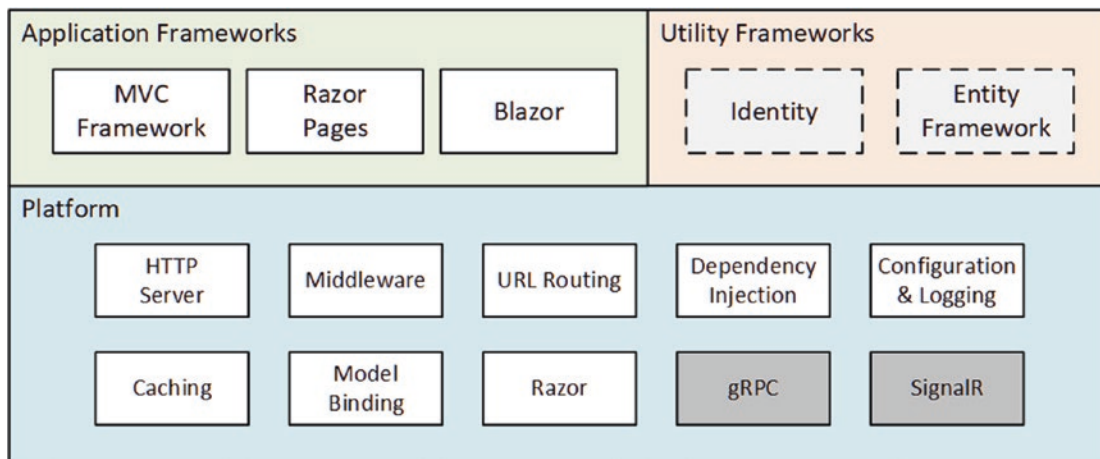 Application Frameworks
Utility Frameworks
MVC
Framework
Razor
Pages
Blazor
Identity
Entity
Framework
Platform
HTTP
Server
Middleware
URL Routing
Dependency
Injection
Configuration
& Logging
Caching
Model
Binding
Razor
gRPC
SignalR